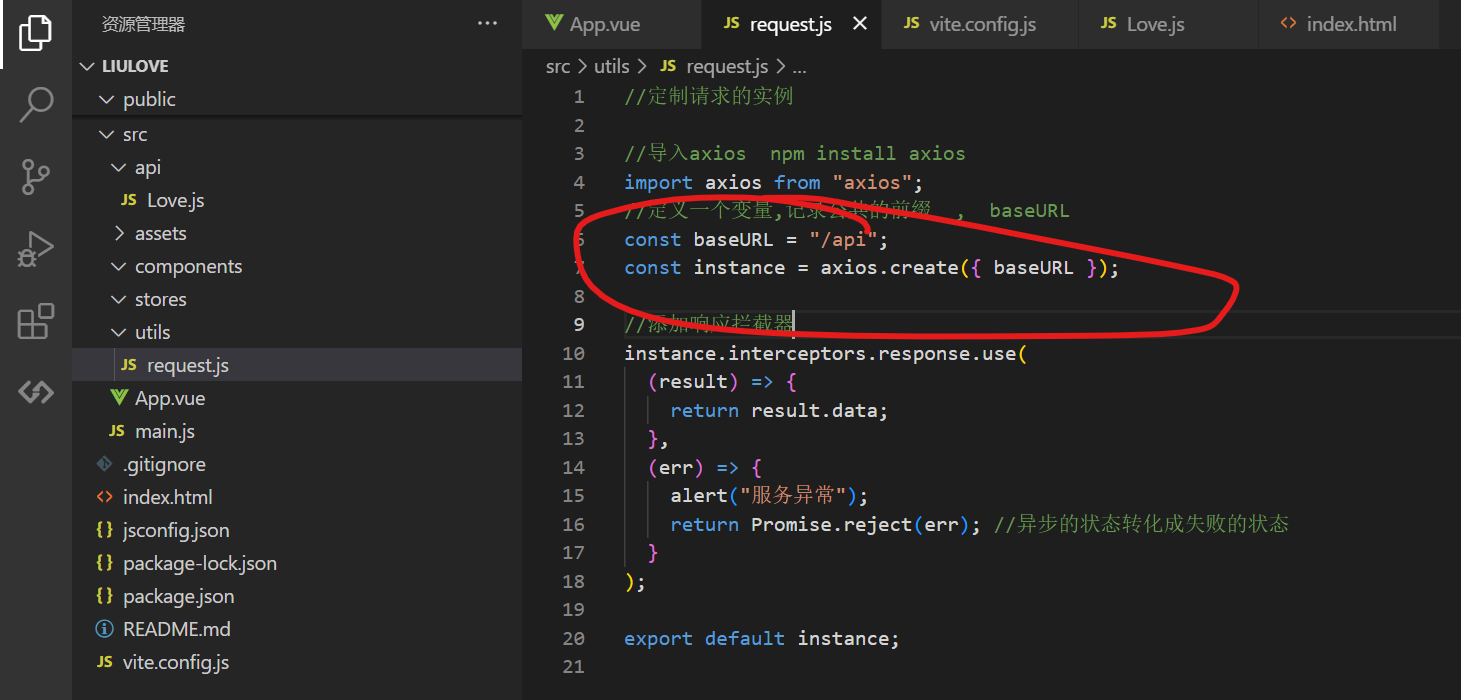 资源管理器
···
LIULOVE
public
src
api
JS Love.js
assets
components
stores
utils
JS request.js
App.vue
JS main.js
.gitignore
<> index.html
{} jsconfig.json
{} package-lock.json
{} package.json
README.md
JS vite.config.js
App.vue
JS request.js ×
JS vite.config.js
JS Love.js
<> index.html
src > utils > JS request.js > ...
1 //定制请求的实例
2
3 //导入axios  npm install axios
4 import axios from "axios";
5 //定义一个变量,记录公共的前缀  ,  baseURL
6 const baseURL = "/api";
7 const instance = axios.create({ baseURL });
8
9 //添加响应拦截器
10 instance.interceptors.response.use(
11   (result) => {
12     return result.data;
13   },
14   (err) => {
15     alert("服务异常");
16     return Promise.reject(err); //异步的状态转化成失败的状态
17   }
18 );
19
20 export default instance;
21